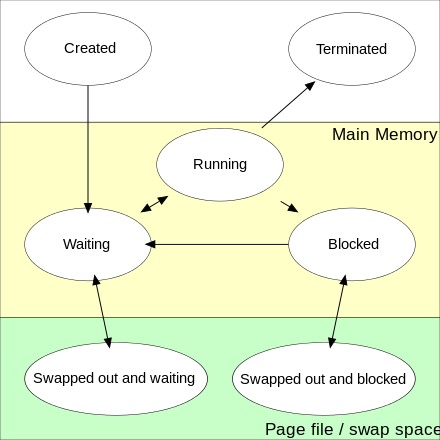 Created
Terminated
Main Memory
Running
Waiting
Blocked
Swapped out and waiting
Swapped out and blocked
Page file / swap space